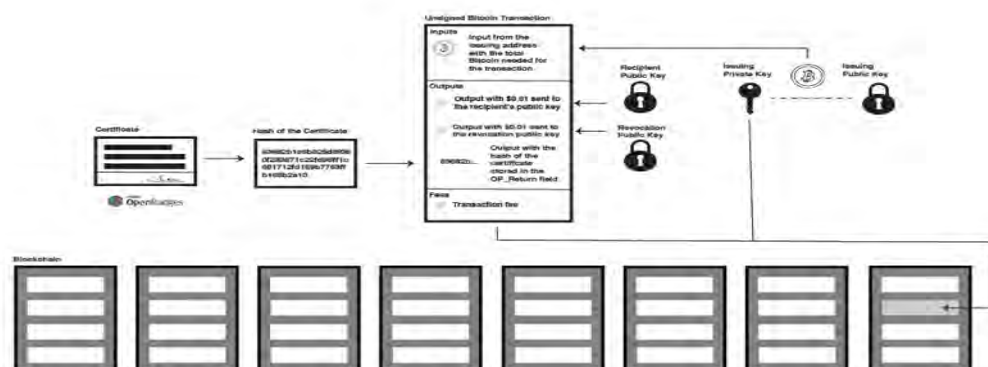 Unsigned Bitcoin Transaction
Inputs
Input from the
issuing address
with the total
Bitcoin needed for
the transaction
Outputs
Output with $0.01 sent to
the recipient's public key
Output with $0.01 sent to
the revocation public key
Output with the
hash of the
certificate
stored in the
OP_Return field
Fees
Transaction fee
Recipient
Public Key
Revocation
Public Key
Issuing
Private Key
Issuing
Public Key
Certificate
Hash of the Certificate
OpenBadges
Blockchain